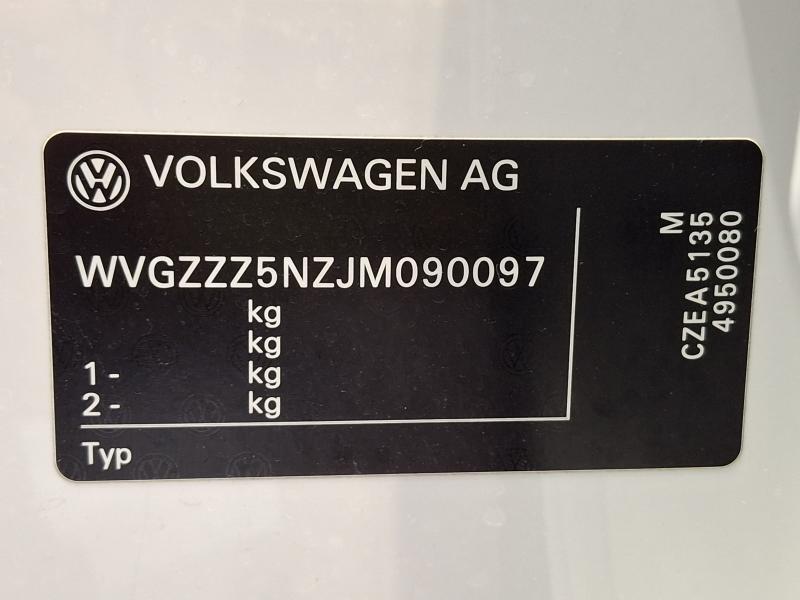 VOLKSWAGEN AG
WVGZZZ5NZJM090097
kg
kg
1- kg
2- kg
Typ
M
CZEA5135
4950080